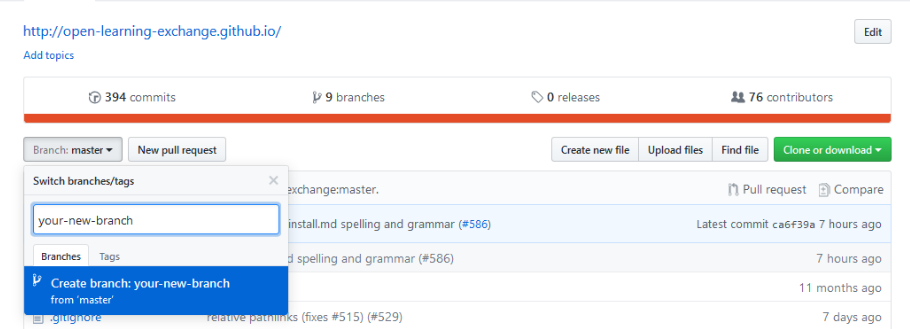 http://open-learning-exchange.github.io/
Edit
Add topics
394 commits
9 branches
0 releases
76 contributors
Branch: master
New pull request
Create new file
Upload files
Find file
Clone or download
Switch branches/tags
exchange:master.
Pull request
Compare
your-new-branch
install.md spelling and grammar (#586)
Latest commit ca6f39a 7 hours ago
Branches
Tags
d spelling and grammar (#586)
7 hours ago
Create branch: your-new-branch
from 'master'
11 months ago
.gitignore
relative pathlinks (fixes #515) (#529)
7 days ago